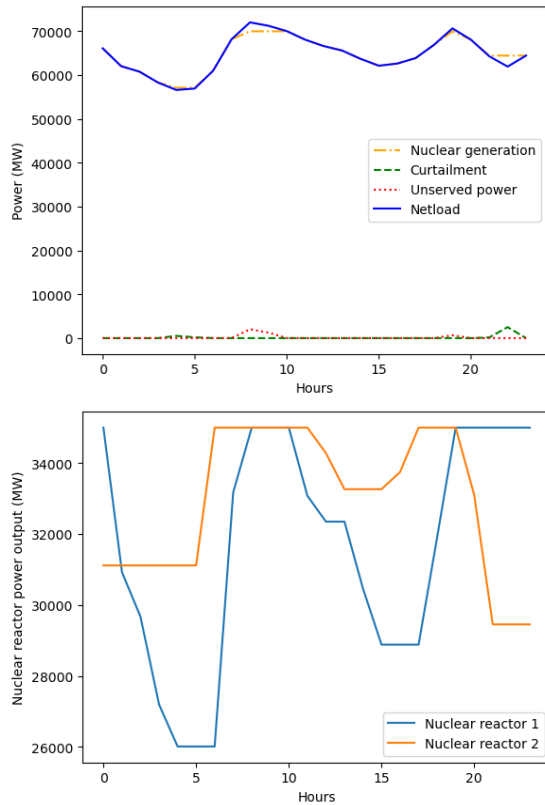 70000
60000
50000
40000
30000
20000
10000
0
Power (MW)
Nuclear generation
Curtailment
Unserved power
Netload
0 5 10 15 20
Hours
34000
32000
30000
28000
26000
Nuclear reactor power output (MW)
Nuclear reactor 1
Nuclear reactor 2
0 5 10 15 20
Hours